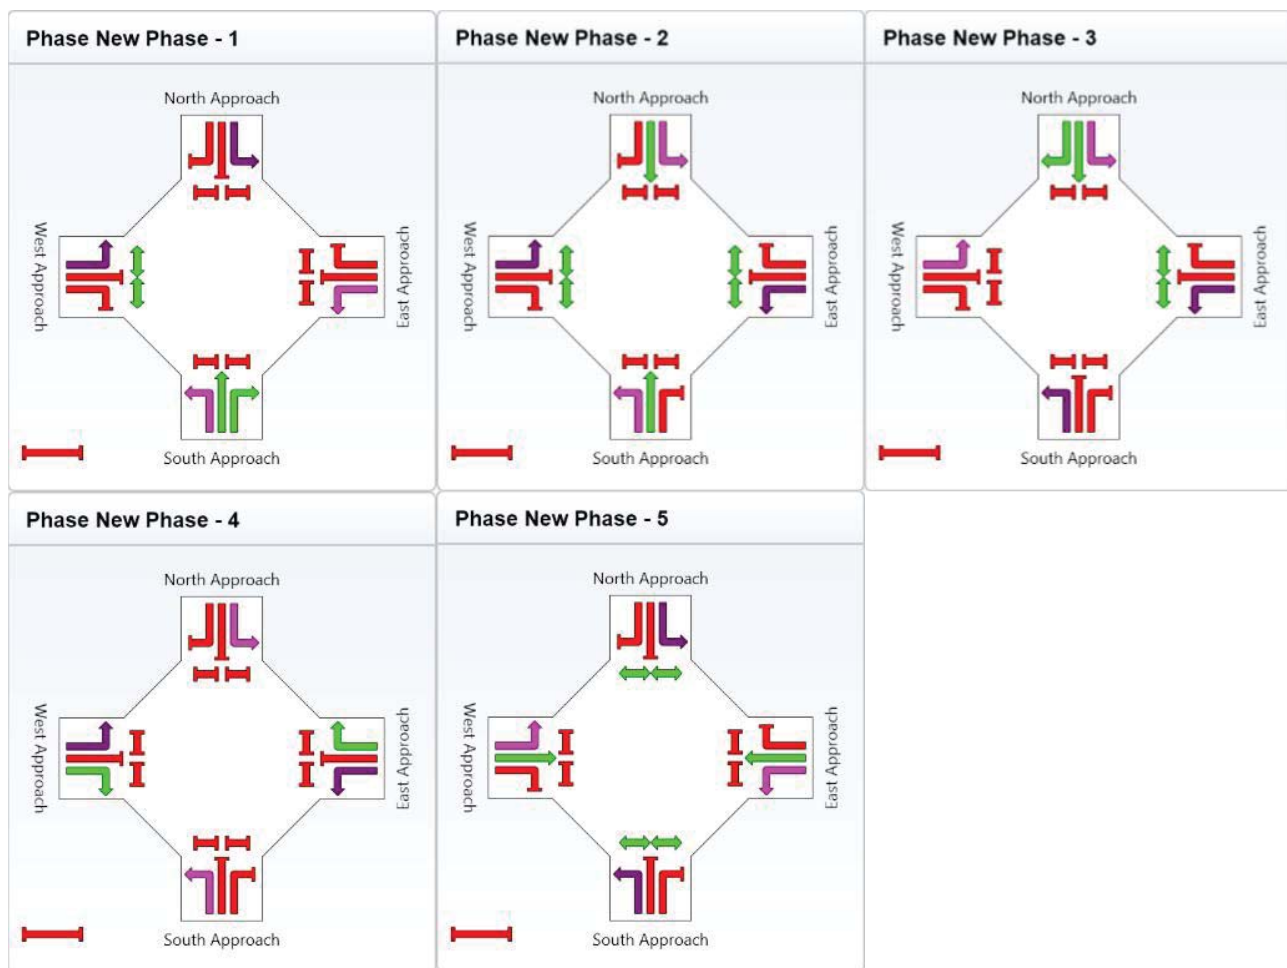 Phase New Phase - 1
North Approach
West Approach
East Approach
South Approach
Phase New Phase - 2
North Approach
West Approach
East Approach
South Approach
Phase New Phase - 3
North Approach
West Approach
East Approach
South Approach
Phase New Phase - 4
North Approach
West Approach
East Approach
South Approach
Phase New Phase - 5
North Approach
West Approach
East Approach
South Approach